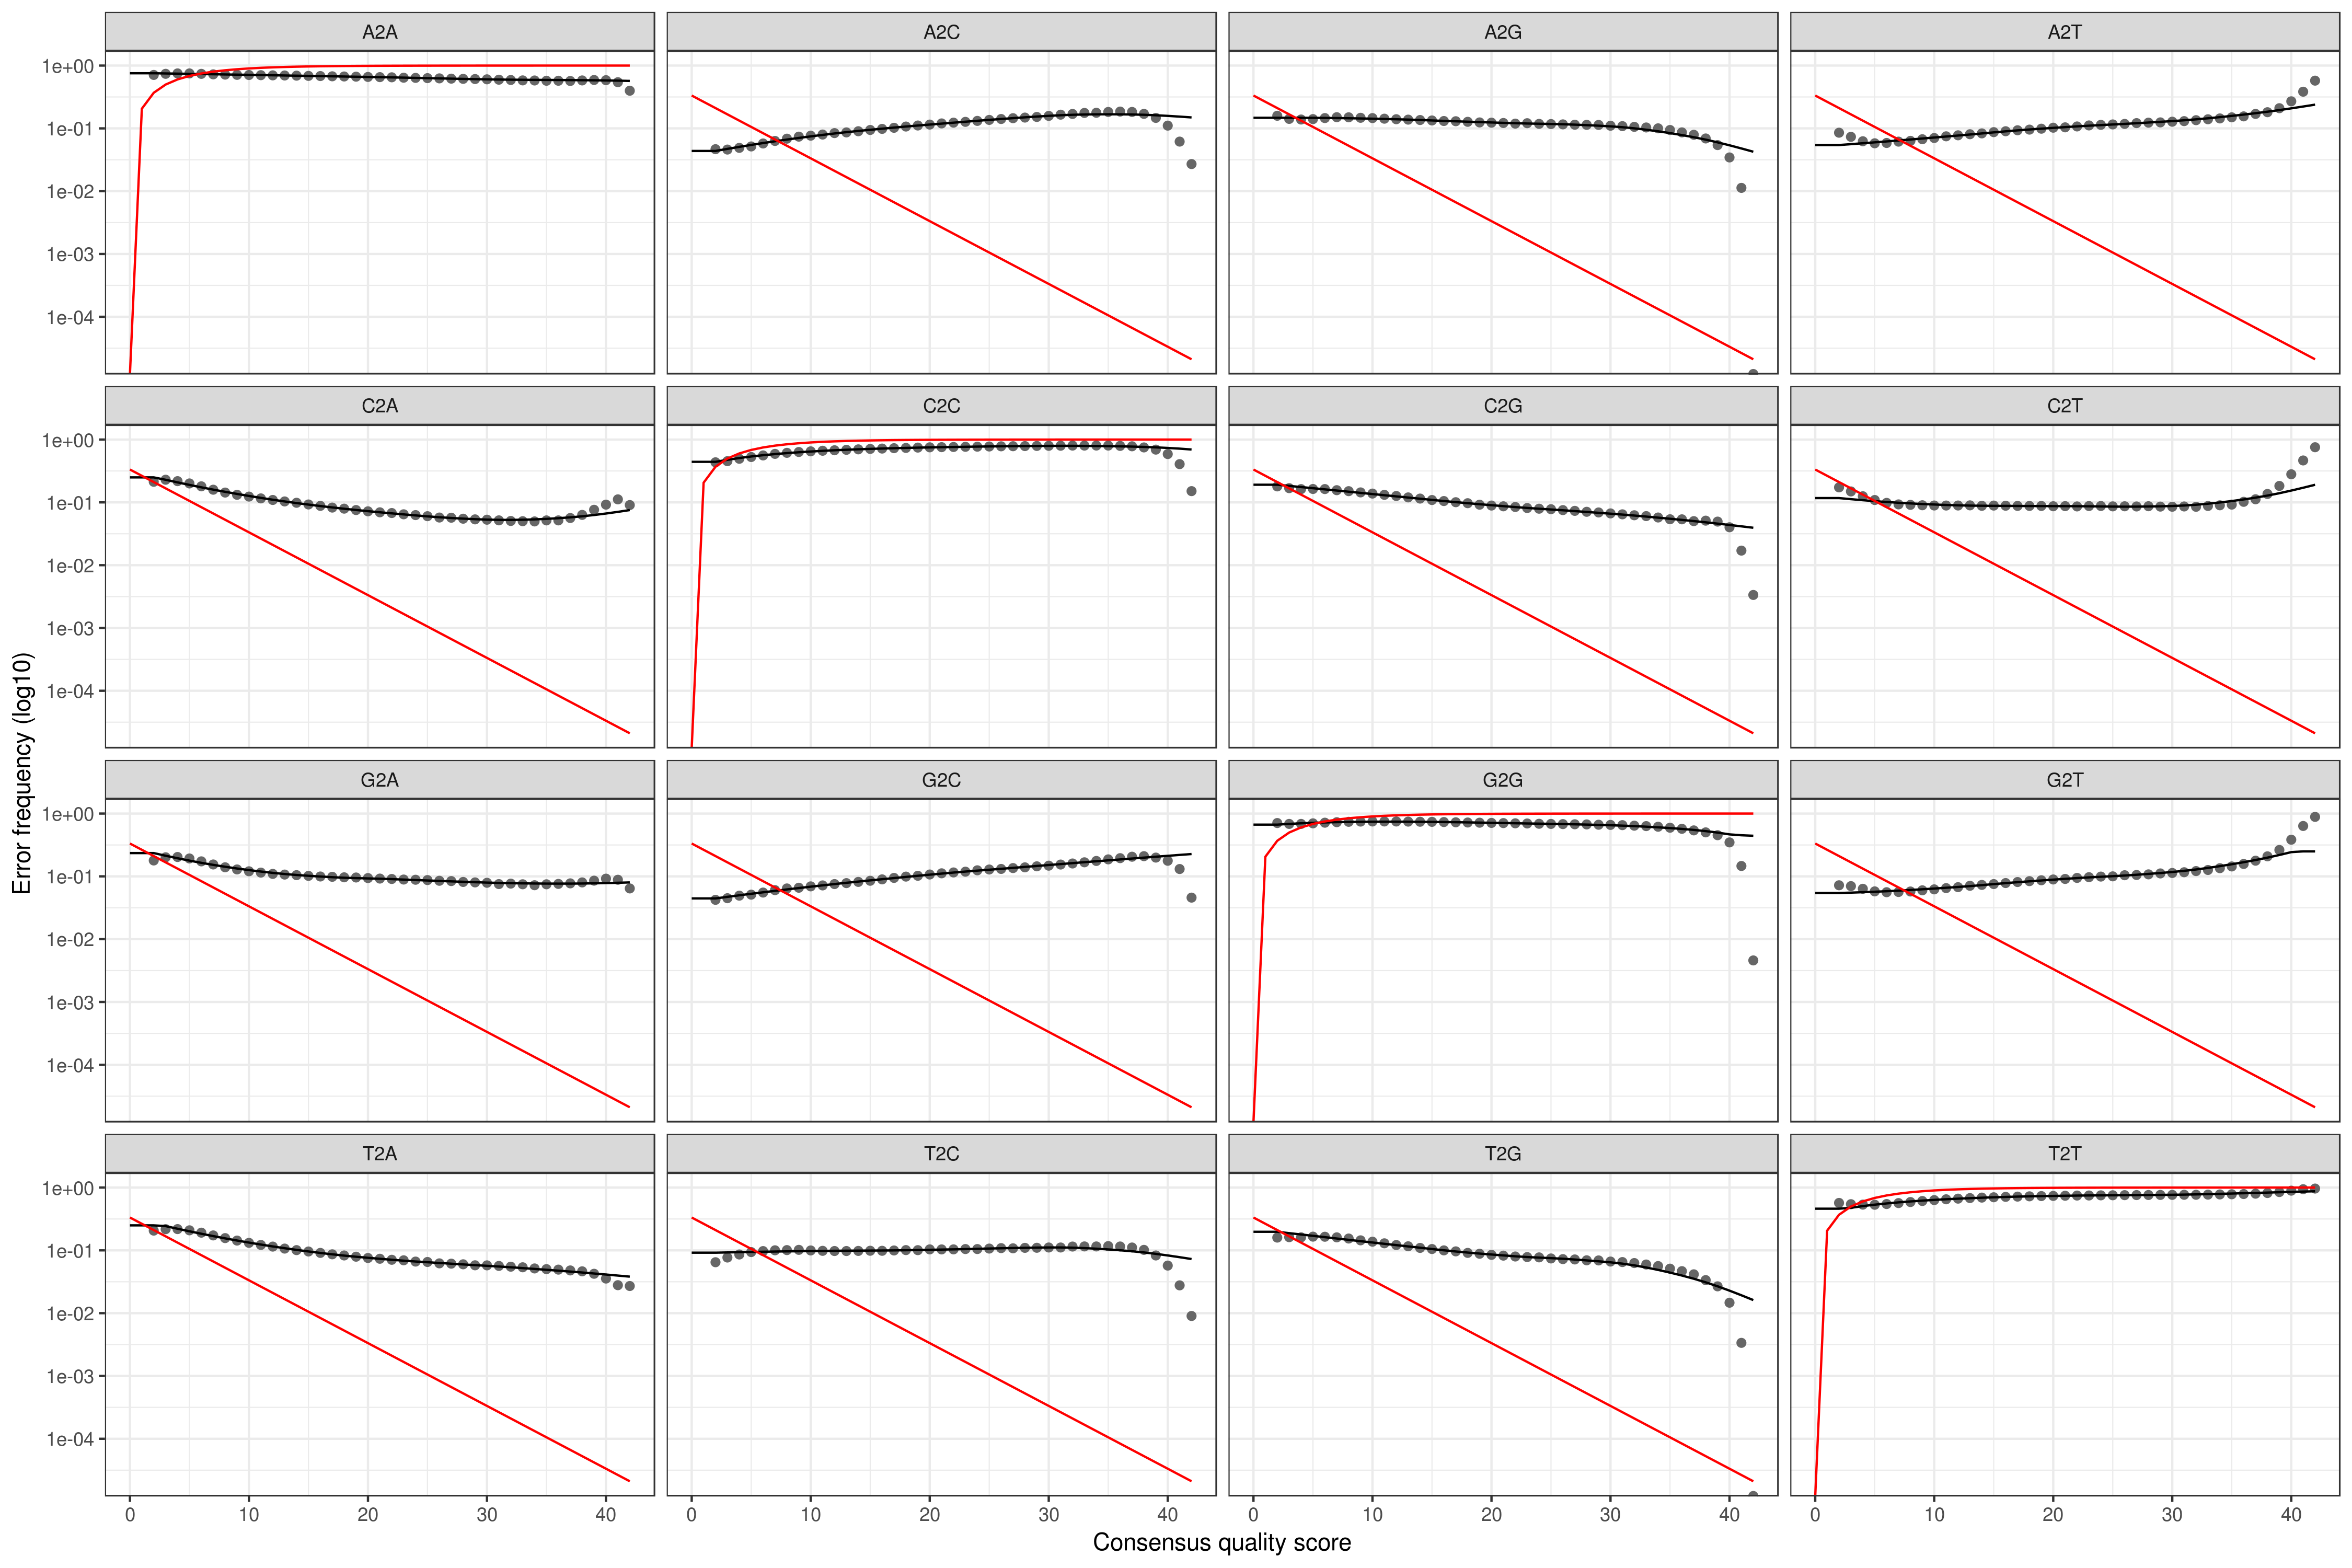 A2A A2C A2G A2T
1e+00
1e-01
1e-02
1e-03
1e-04
C2A C2C C2G C2T
1e+00
1e-01
1e-02
1e-03
1e-04
G2A G2C G2G G2T
1e+00
1e-01
1e-02
1e-03
1e-04
T2A T2C T2G T2T
1e+00
1e-01
1e-02
1e-03
1e-04
0 10 20 30 40 0 10 20 30 40 0 10 20 30 40 0 10 20 30 40
Consensus quality score
Error frequency (log10)